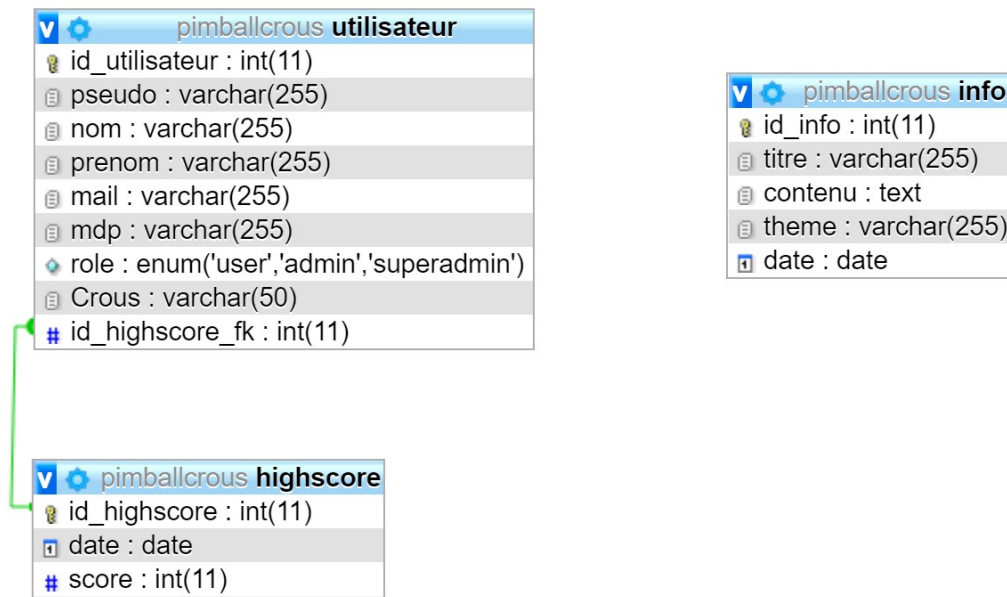 pimballcrous utilisateur
id_utilisateur : int(11)
pseudo : varchar(255)
nom : varchar(255)
prenom : varchar(255)
mail : varchar(255)
mdp : varchar(255)
role : enum('user','admin','superadmin')
Crous : varchar(50)
# id_highscore_fk : int(11)
pimballcrous info
id_info : int(11)
titre : varchar(255)
contenu : text
theme : varchar(255)
date : date
pimballcrous highscore
id_highscore : int(11)
date : date
# score : int(11)